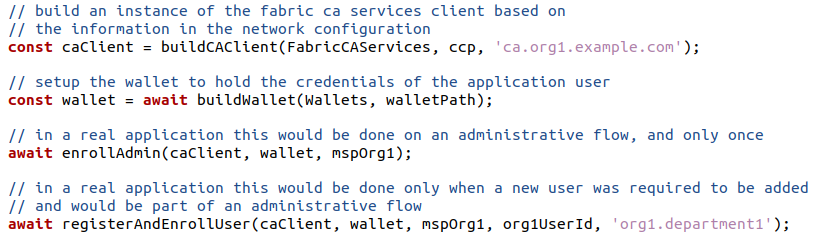 // build an instance of the fabric ca services client based on
// the information in the network configuration
const caClient = buildCAClient(FabricCAServices, ccp, 'ca.org1.example.com');
// setup the wallet to hold the credentials of the application user
const wallet = await buildWallet(Wallets, walletPath);
// in a real application this would be done on an administrative flow, and only once
await enrollAdmin(caClient, wallet, mspOrg1);
// in a real application this would be done only when a new user was required to be added
// and would be part of an administrative flow
await registerAndEnrollUser(caClient, wallet, mspOrg1, org1UserId, 'org1.department1');